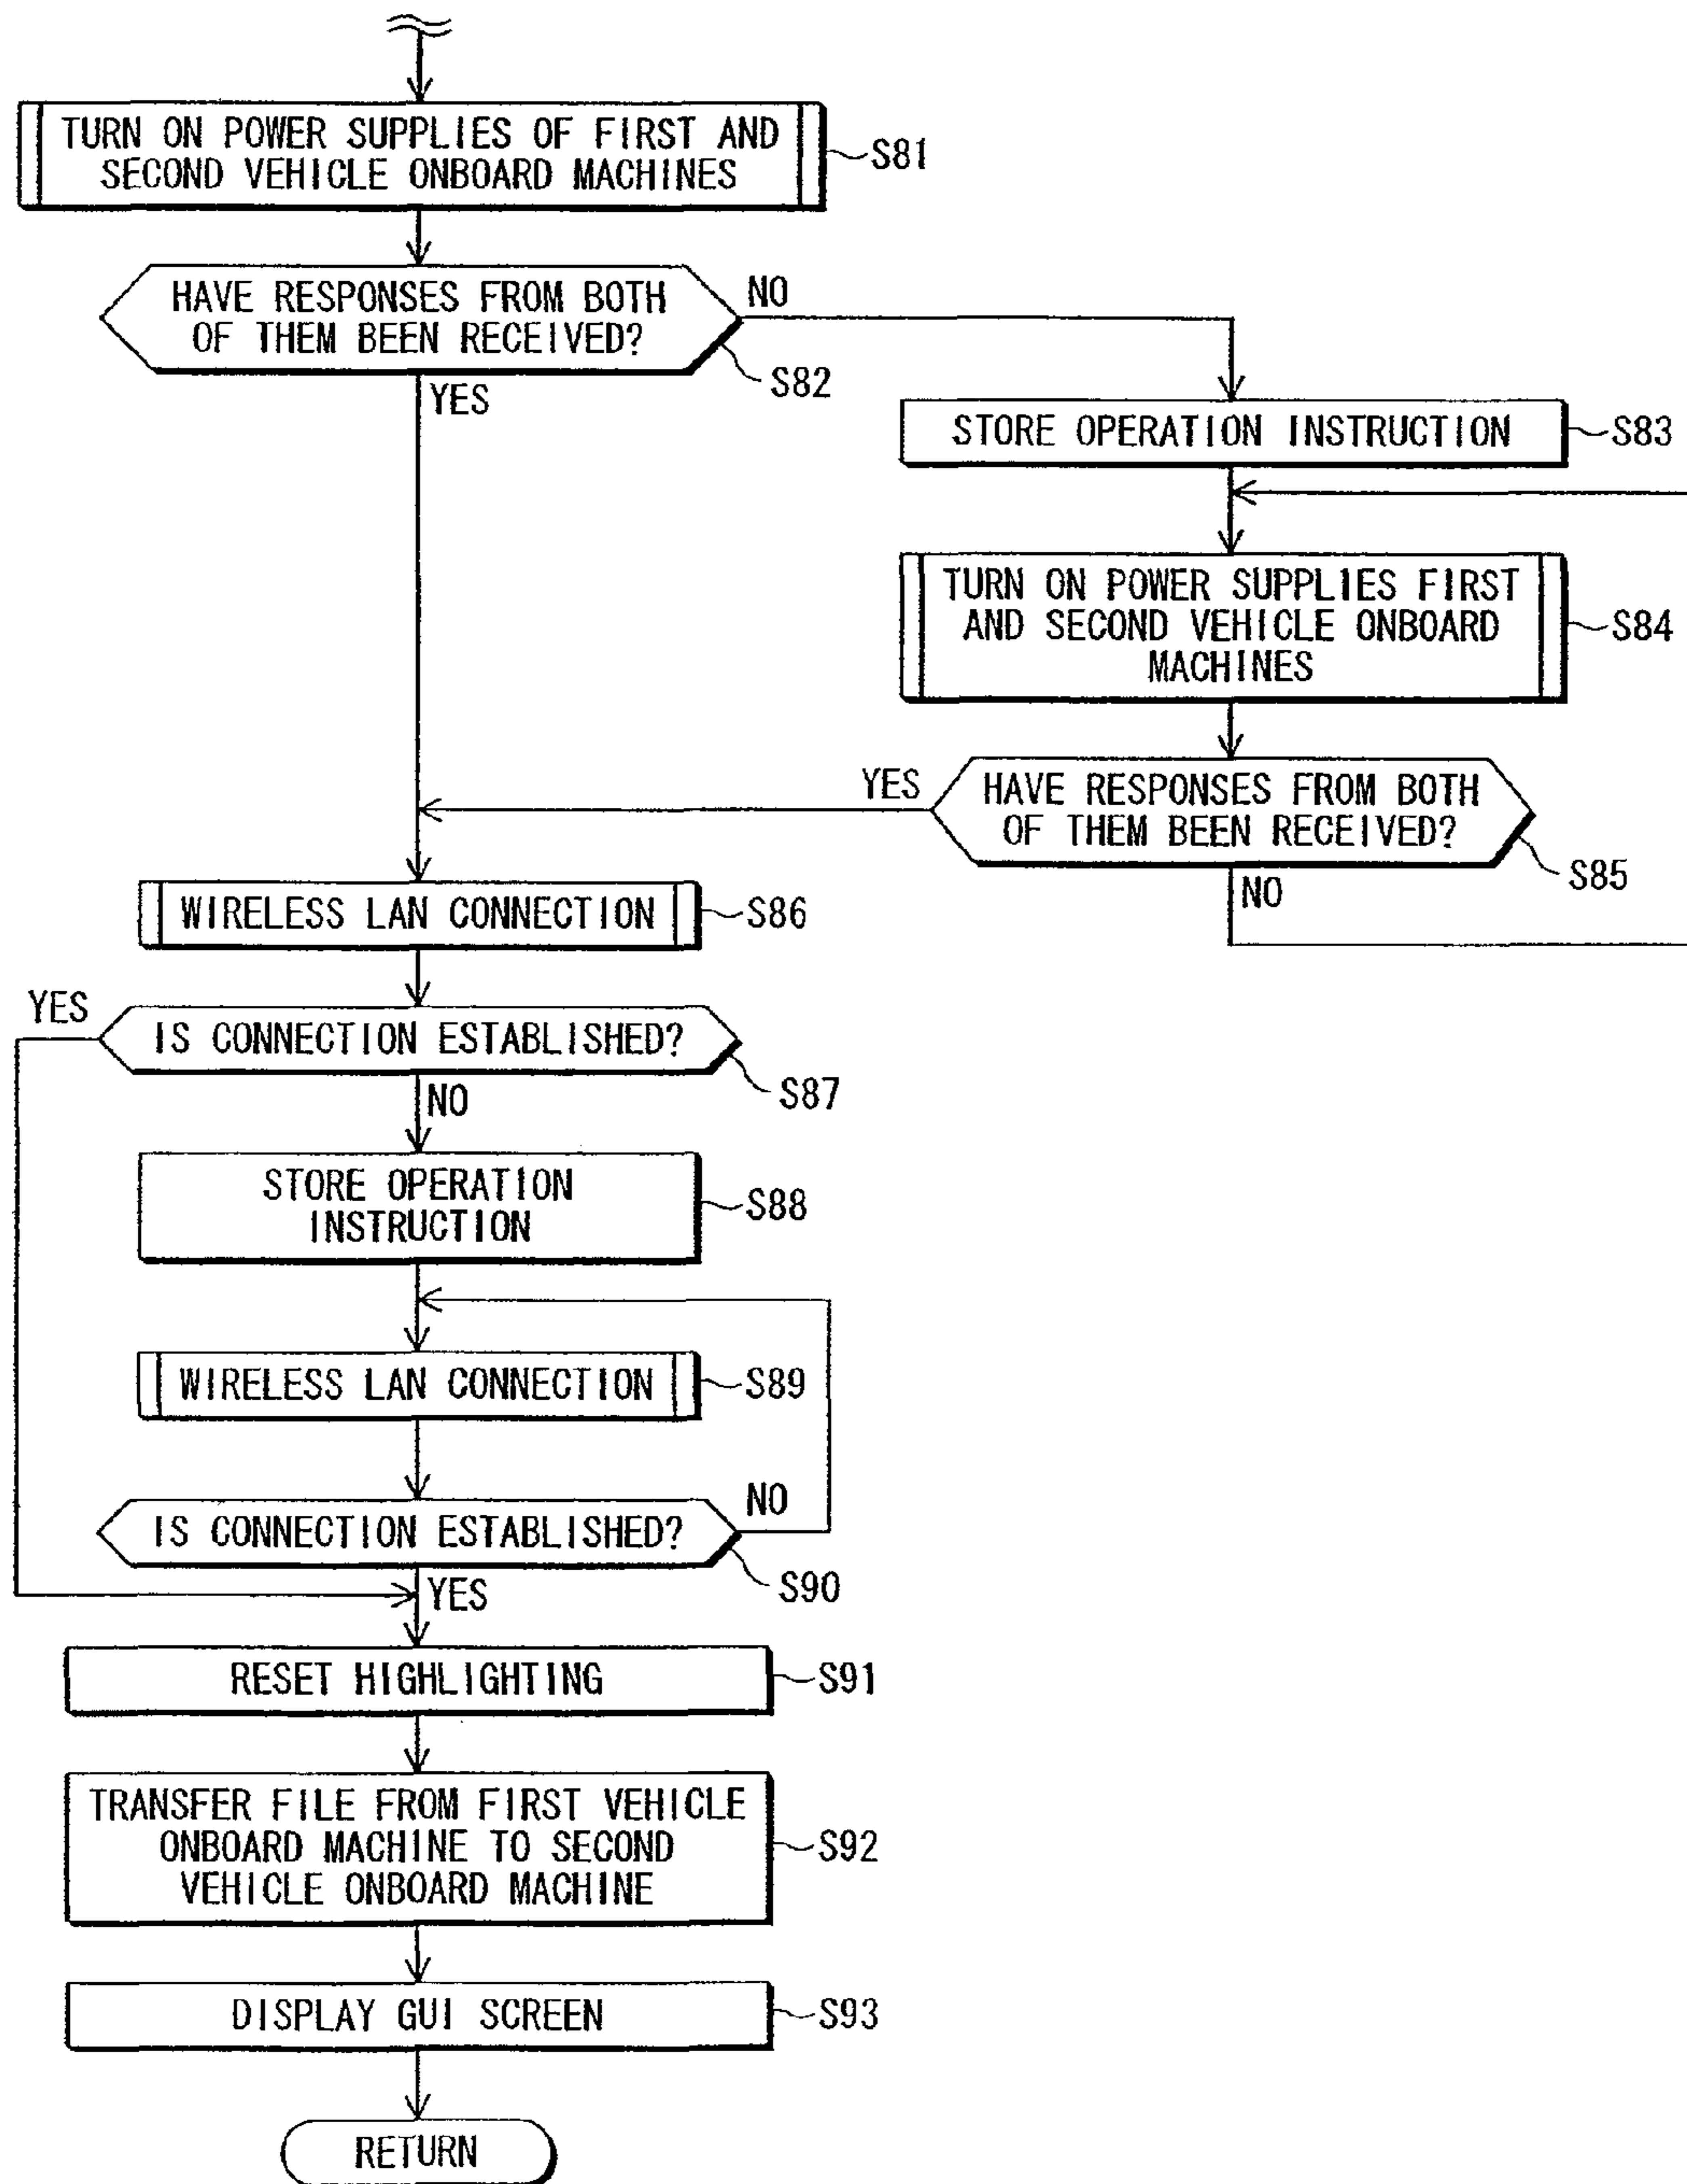 TURN ON POWER SUPPLIES OF FIRST AND
SECOND VEHICLE ONBOARD MACHINES
S81
HAVE RESPONSES FROM BOTH
OF THEM BEEN RECEIVED?
NO
S82
YES
STORE OPERATION INSTRUCTION
S83
TURN ON POWER SUPPLIES FIRST
AND SECOND VEHICLE ONBOARD
MACHINES
S84
YES
HAVE RESPONSES FROM BOTH
OF THEM BEEN RECEIVED?
S85
NO
WIRELESS LAN CONNECTION
S86
YES
IS CONNECTION ESTABLISHED?
S87
NO
STORE OPERATION
INSTRUCTION
S88
WIRELESS LAN CONNECTION
S89
NO
IS CONNECTION ESTABLISHED?
S90
YES
RESET HIGHLIGHTING
S91
TRANSFER FILE FROM FIRST VEHICLE
ONBOARD MACHINE TO SECOND
VEHICLE ONBOARD MACHINE
S92
DISPLAY GUI SCREEN
S93
RETURN